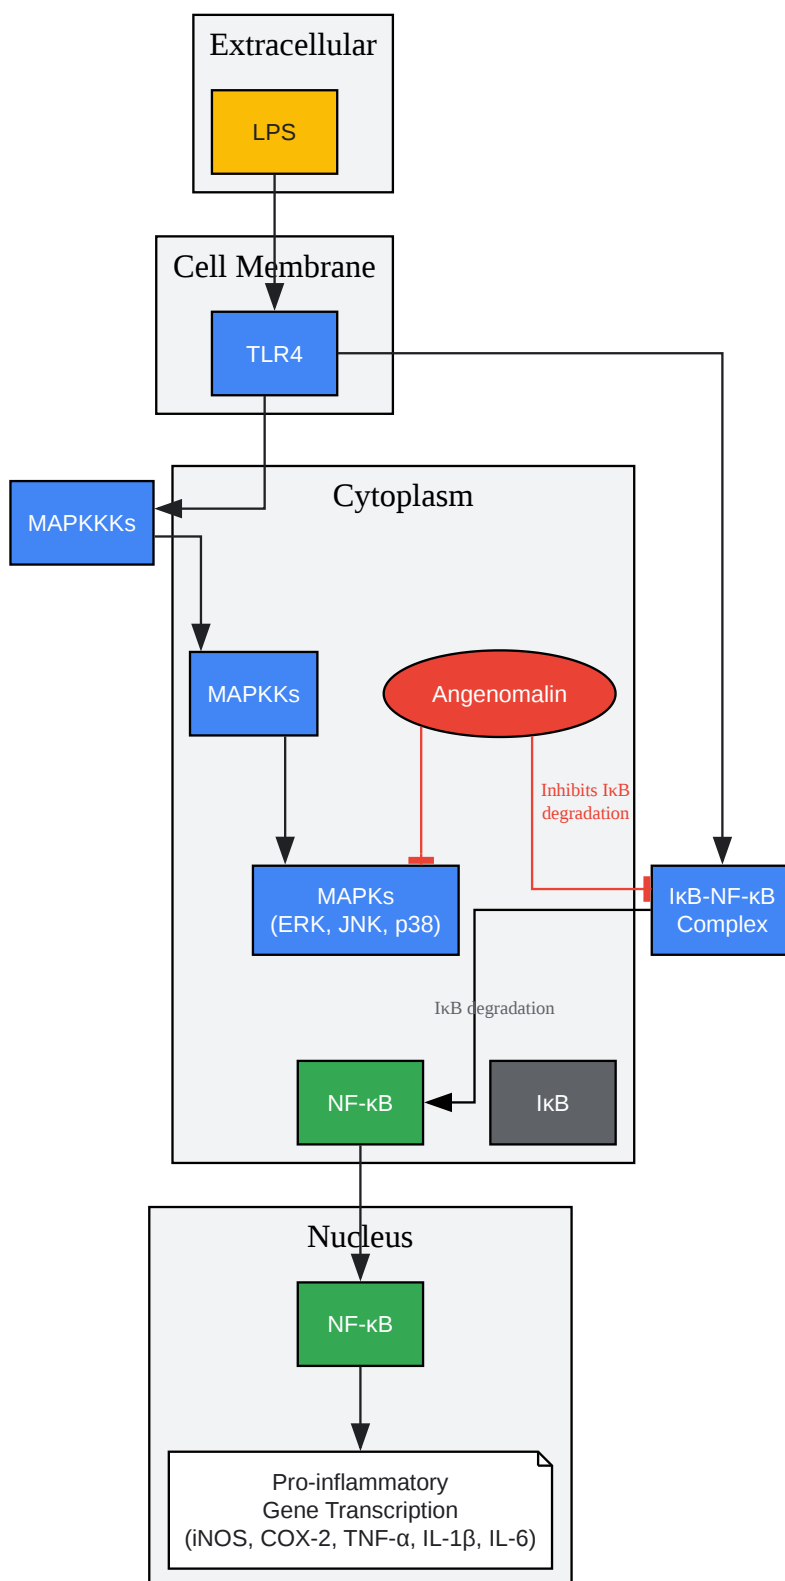 Extracellular
LPS
Cell Membrane
TLR4
MAPKKKs
Cytoplasm
MAPKKs
Angenomalin
Inhibits IκB
degradation
MAPKs
(ERK, JNK, p38)
IκB-NF-κB
Complex
IκB degradation
NF-κB
IκB
Nucleus
NF-κB
Pro-inflammatory
Gene Transcription
(iNOS, COX-2, TNF-α, IL-1β, IL-6)